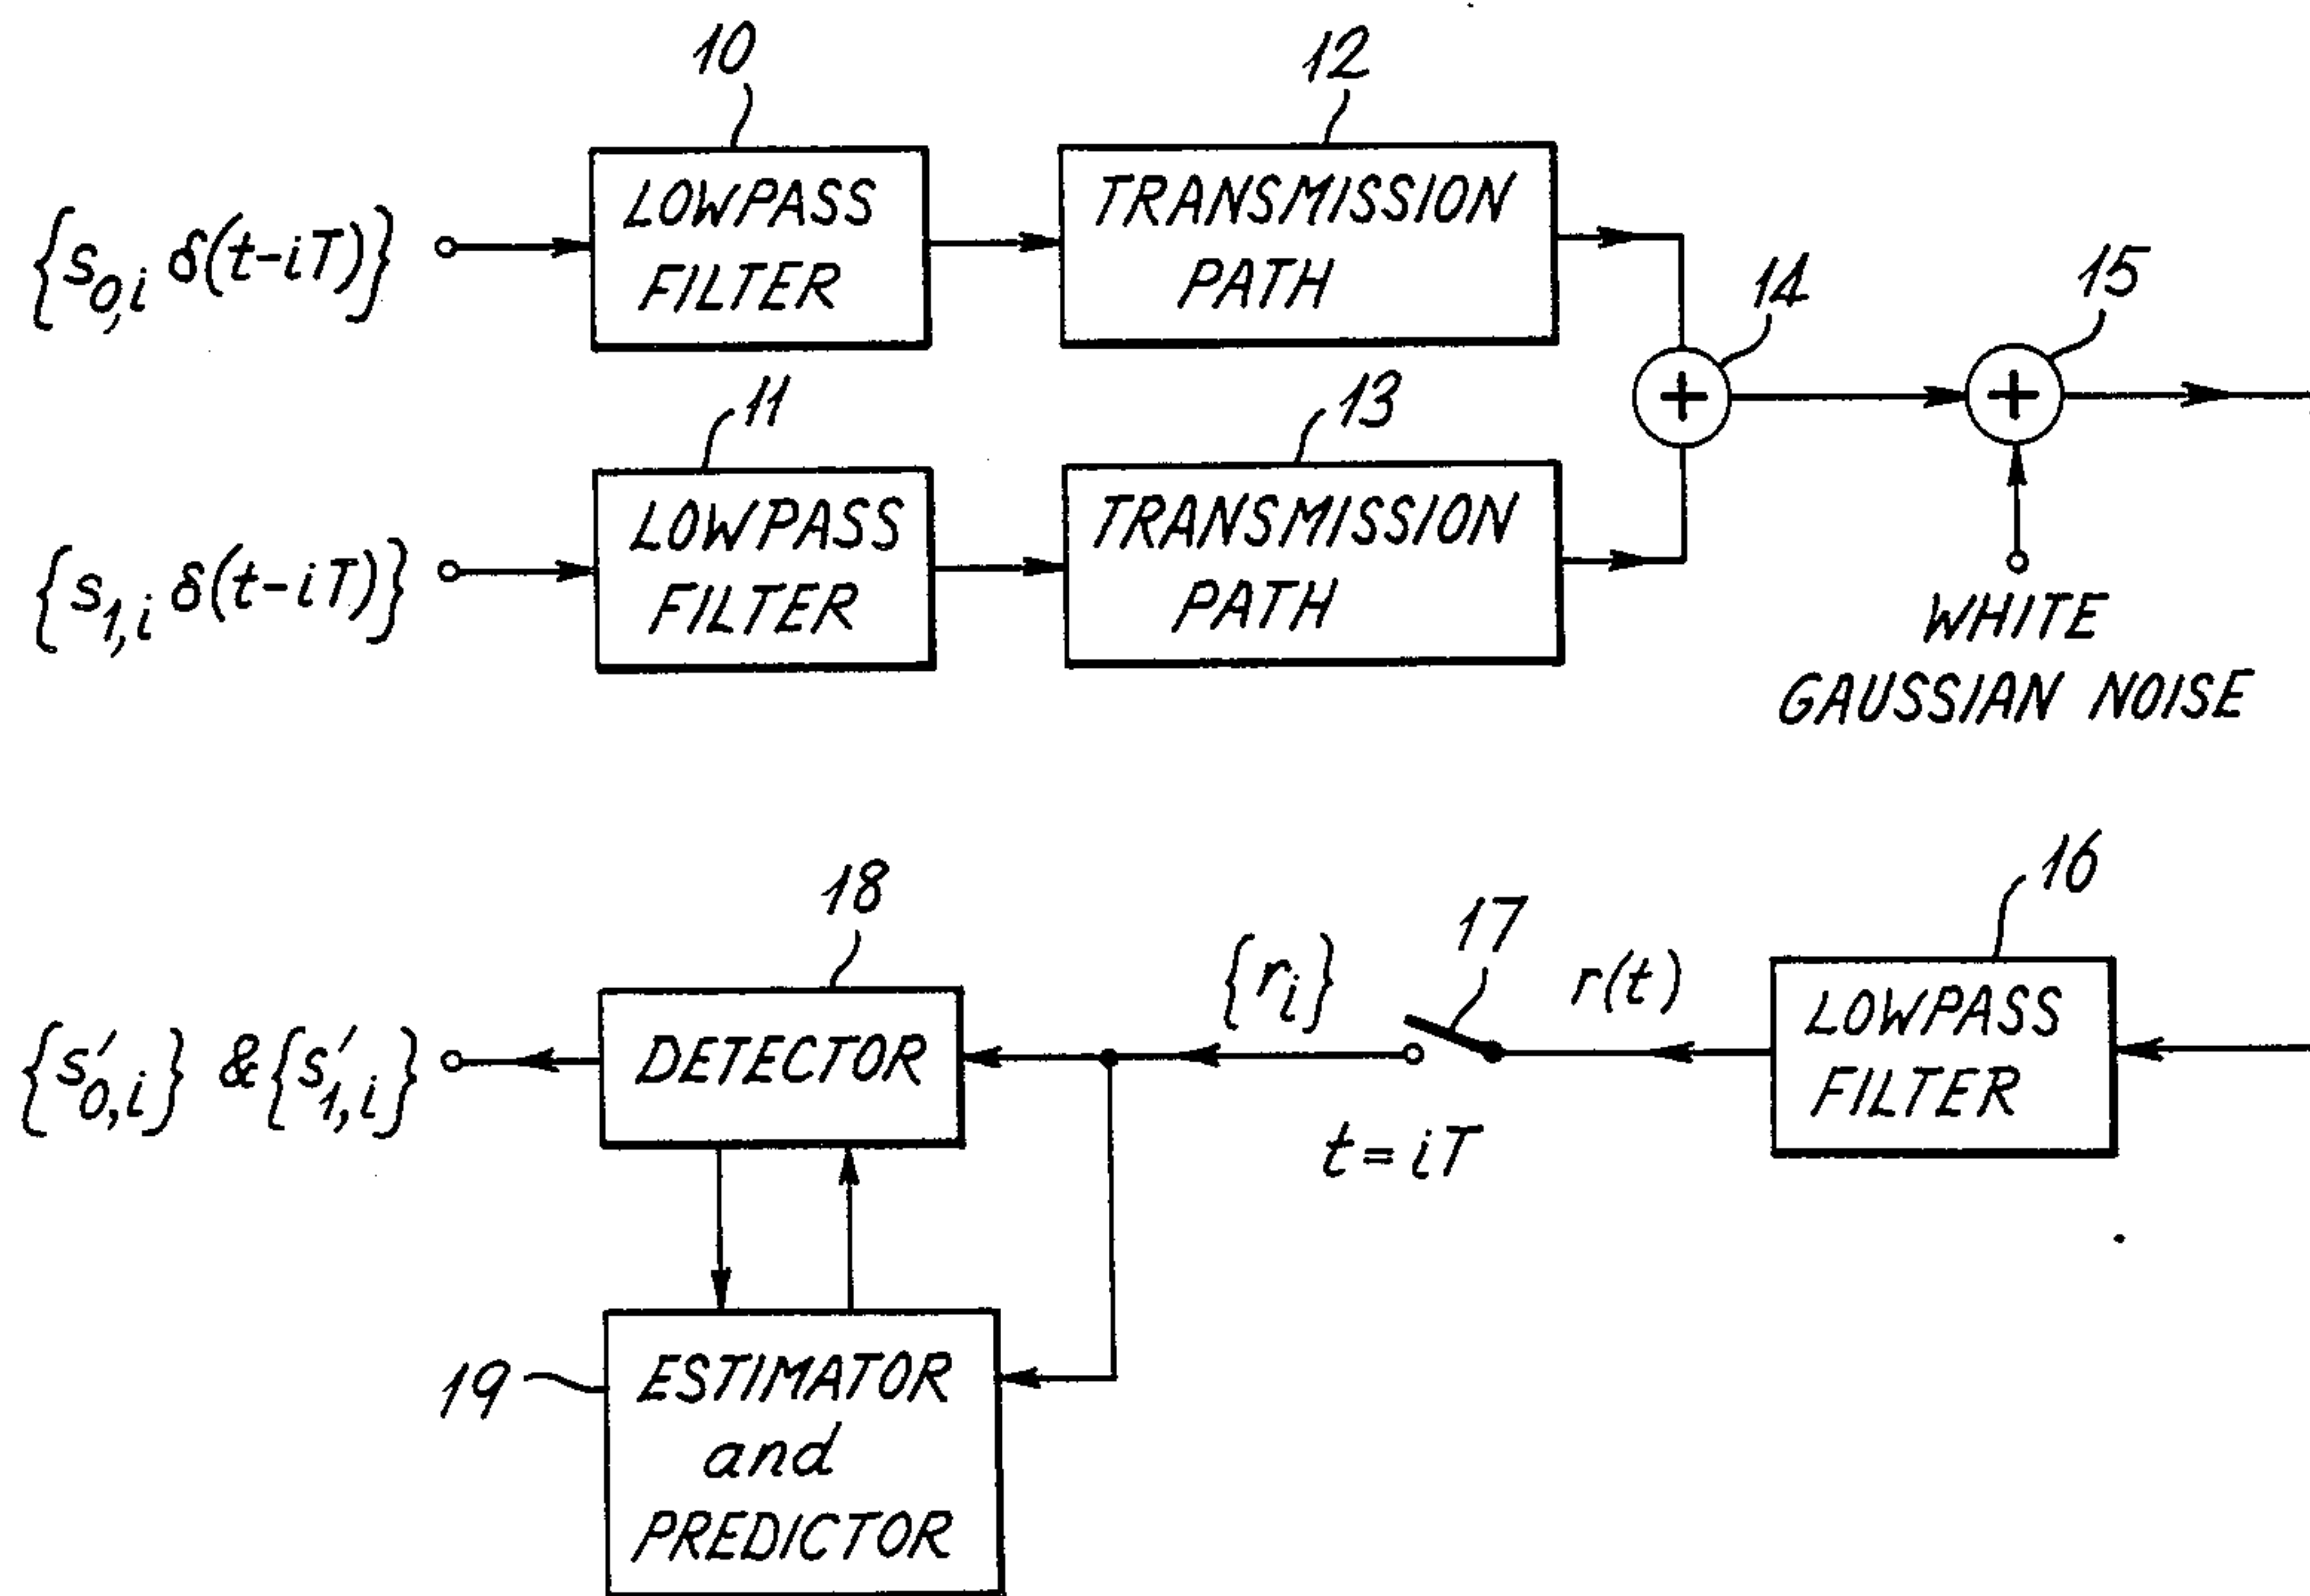 10
12
LOWPASS
FILTER
TRANSMISSION
PATH
{s₀,ᵢ δ(t-iT)}
14
15
11
13
LOWPASS
FILTER
TRANSMISSION
PATH
{s₁,ᵢ δ(t-iT)}
+
+
WHITE
GAUSSIAN NOISE
18
17
16
{s′₀,ᵢ} & {s′₁,ᵢ}
DETECTOR
{rᵢ}
r(t)
LOWPASS
FILTER
t=iT
19
ESTIMATOR
and
PREDICTOR